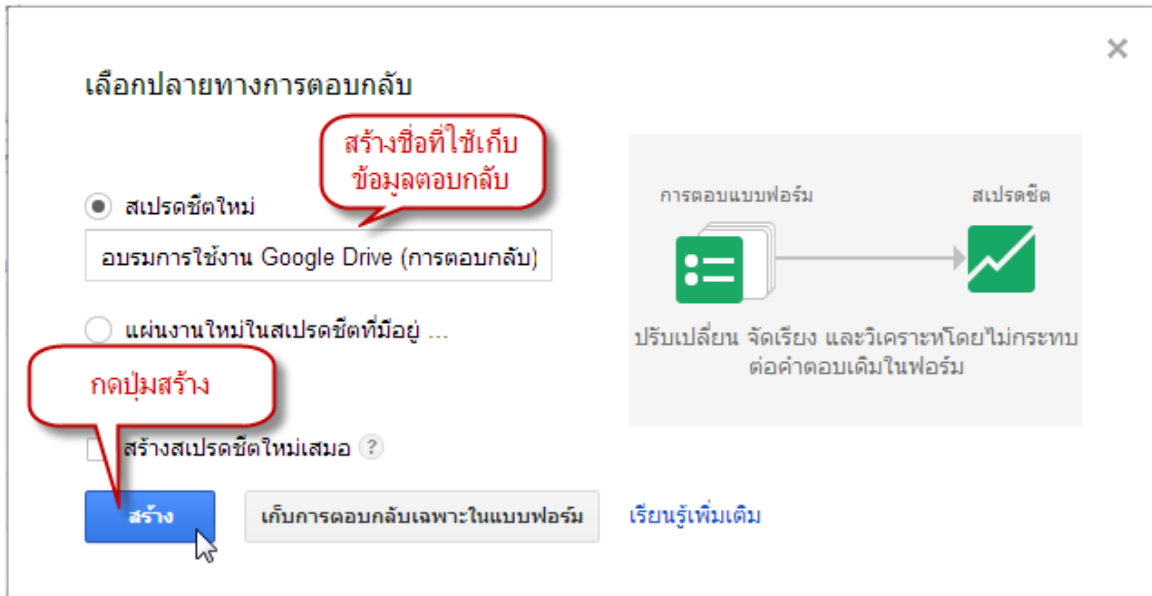 เลือกปลายทางการตอบกลับ
สร้างชื่อที่ใช้เก็บ
ข้อมูลตอบกลับ
สเปรดชีตใหม่
อบรมการใช้งาน Google Drive (การตอบกลับ)
แผ่นงานใหม่ในสเปรดชีตที่มีอยู่ ...
กดปุ่มสร้าง
สร้างสเปรดชีตใหม่เสมอ ?
สร้าง
เก็บการตอบกลับเฉพาะในแบบฟอร์ม
เรียนรู้เพิ่มเติม
การตอบแบบฟอร์ม
สเปรดชีต
ปรับเปลี่ยน จัดเรียง และวิเคราะห์โดยไม่กระทบ
ต่อคำตอบเดิมในฟอร์ม